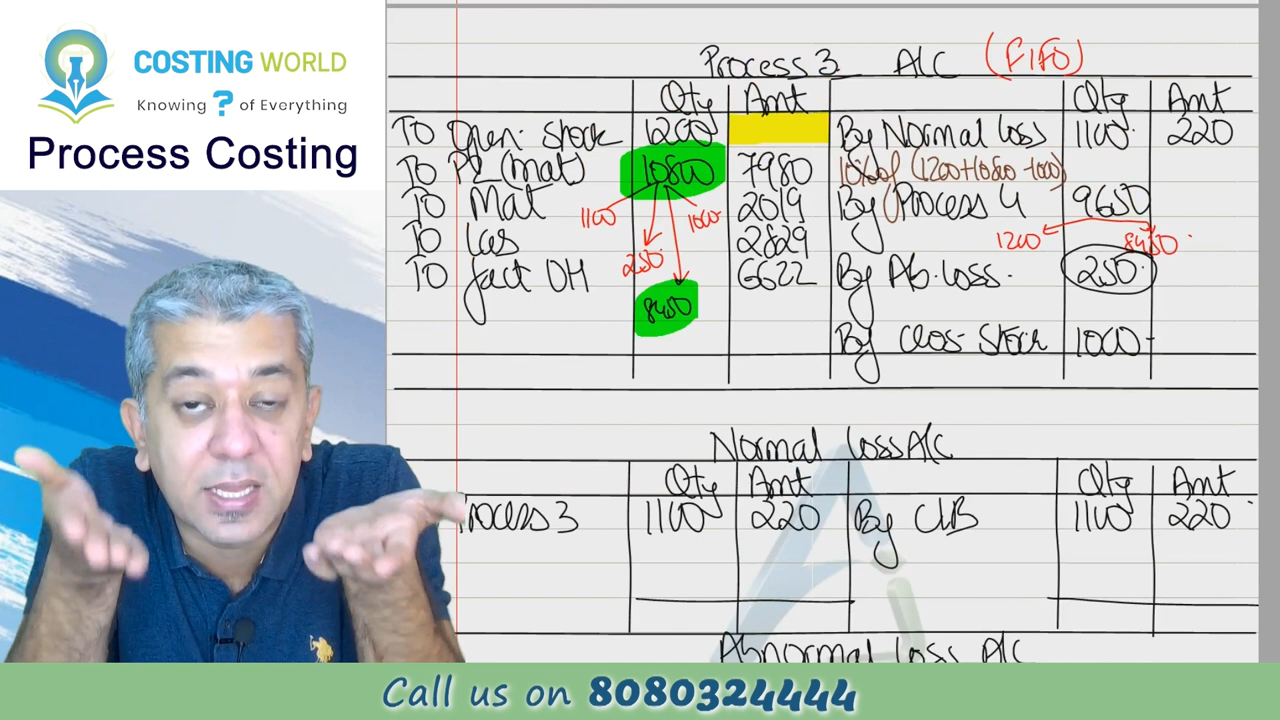 COSTING WORLD
Knowing ? of Everything
Process Costing
Process 3 A/C (FIFO)
Qty Amt Qty Amt
To Open. Stock 1200 By Normal loss 1100 220
To P2 (mat) 10800 7980 10% of (1200+10800-1000)
To Mat 2019 By Process 4 9650
1100 1000 1200 8450
To Lab 2829
250
To fact OH 6622 By Ab. loss 250
8450
By Clos- Stock 1000
Normal loss A/C
Qty Amt Qty Amt
Process 3 1100 220 By C/B 1100 220
Abnormal loss A/C
Call us on 8080324444